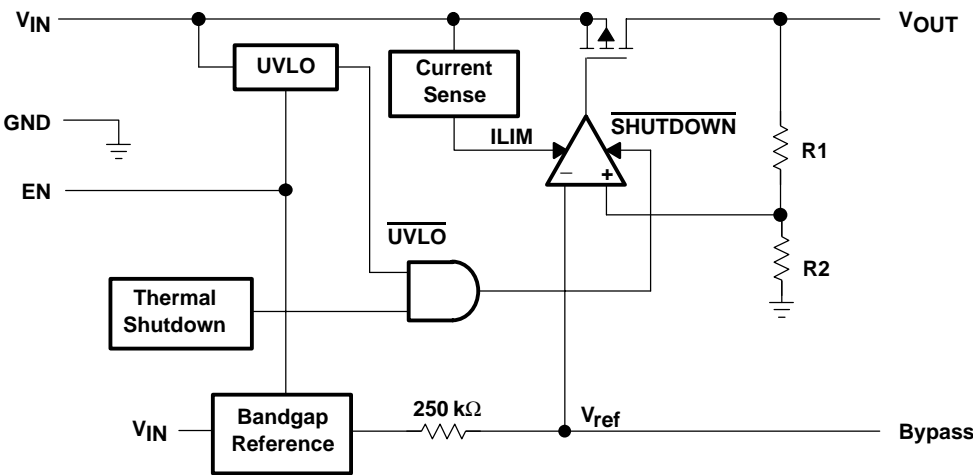 VIN
VOUT
UVLO
Current
Sense
SHUTDOWN
GND
ILIM
R1
− +
EN
UVLO
R2
Thermal
Shutdown
250 kΩ
Vref
VIN
Bandgap
Reference
Bypass